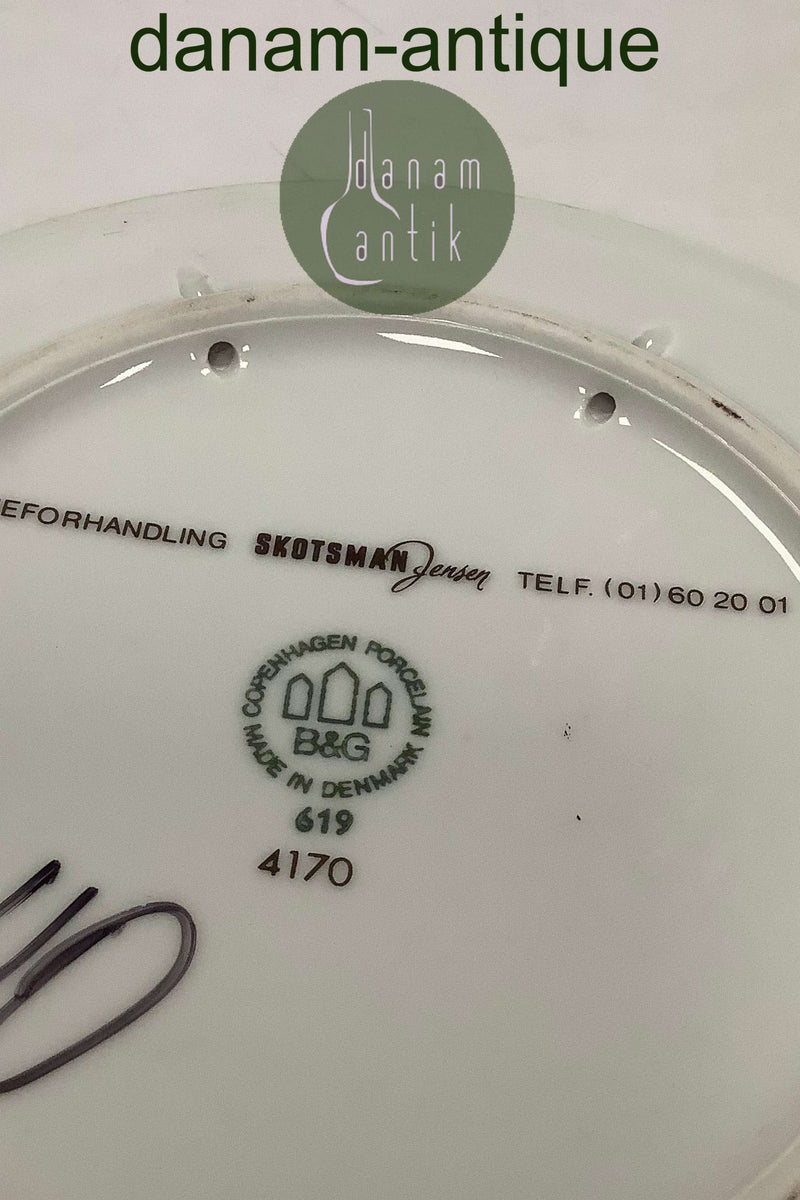 danam-antique
danam
antik
EFORHANDLING SKOTSMAN Jensen TELF. (01) 60 20 01
COPENHAGEN PORCELAIN
B&G
MADE IN DENMARK
619
4170